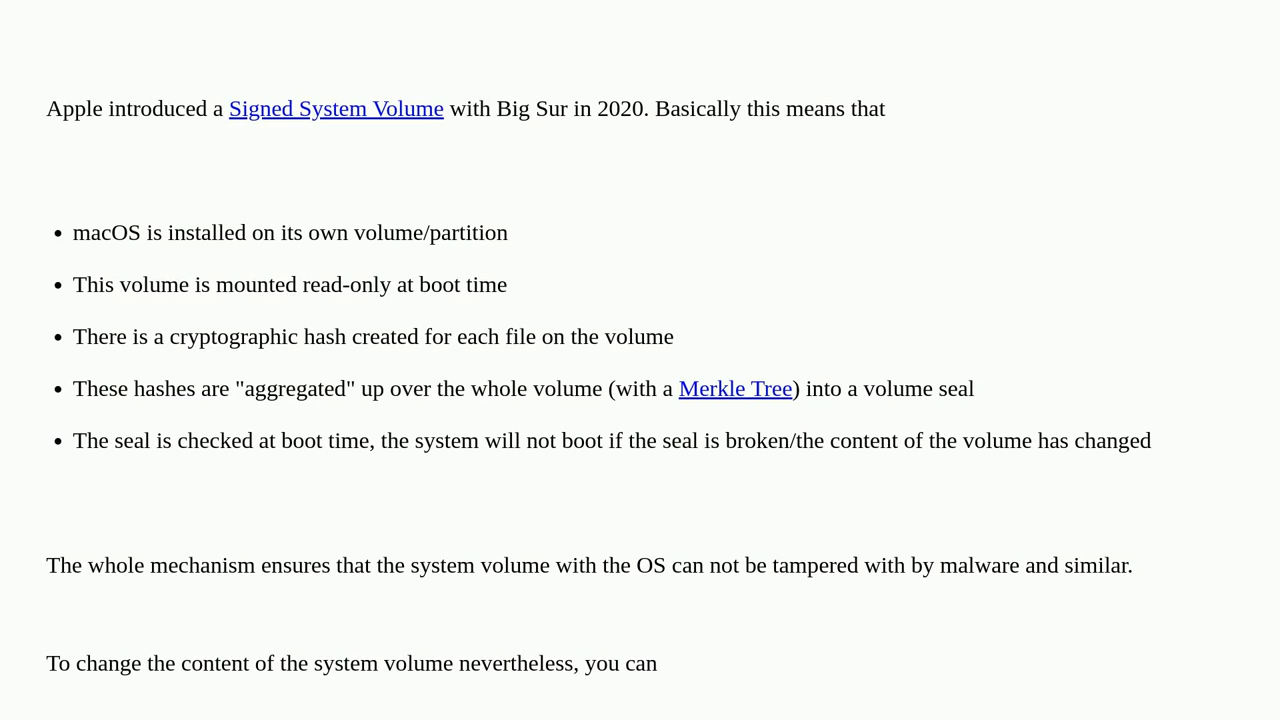 Apple introduced a Signed System Volume with Big Sur in 2020. Basically this means that
• macOS is installed on its own volume/partition
• This volume is mounted read-only at boot time
• There is a cryptographic hash created for each file on the volume
• These hashes are "aggregated" up over the whole volume (with a Merkle Tree) into a volume seal
• The seal is checked at boot time, the system will not boot if the seal is broken/the content of the volume has changed
The whole mechanism ensures that the system volume with the OS can not be tampered with by malware and similar.
To change the content of the system volume nevertheless, you can